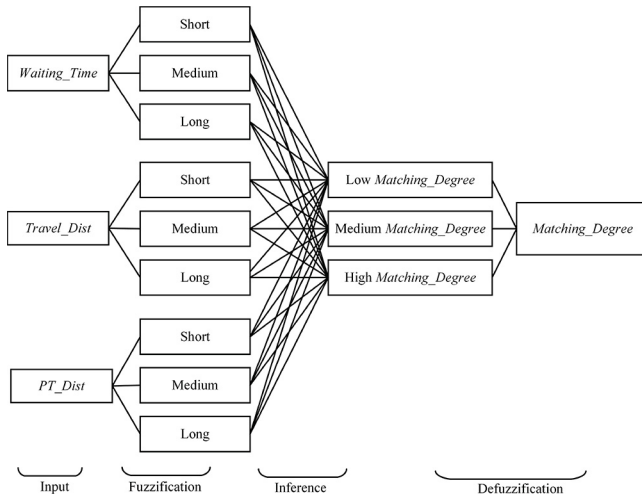 Waiting_Time
Short
Medium
Long
Travel_Dist
Short
Medium
Long
PT_Dist
Short
Medium
Long
Low Matching_Degree
Medium Matching_Degree
High Matching_Degree
Matching_Degree
Input
Fuzzification
Inference
Defuzzification